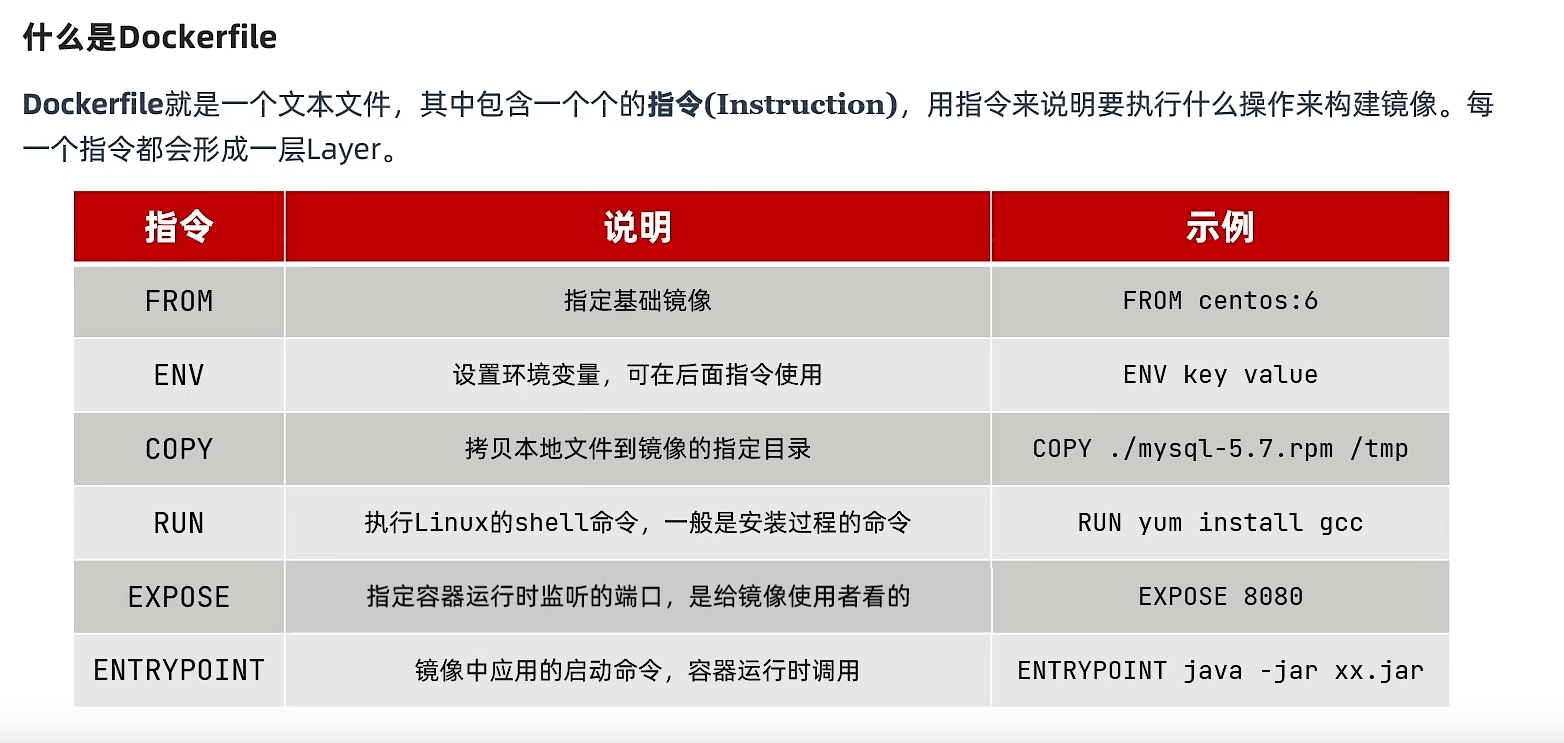 什么是Dockerfile
Dockerfile就是一个文本文件，其中包含一个个的指令(Instruction)，用指令来说明要执行什么操作来构建镜像。每
一个指令都会形成一层Layer。
指令 说明 示例
FROM 指定基础镜像 FROM centos:6
ENV 设置环境变量，可在后面指令使用 ENV key value
COPY 拷贝本地文件到镜像的指定目录 COPY ./mysql-5.7.rpm /tmp
RUN 执行Linux的shell命令，一般是安装过程的命令 RUN yum install gcc
EXPOSE 指定容器运行时监听的端口，是给镜像使用者看的 EXPOSE 8080
ENTRYPOINT 镜像中应用的启动命令，容器运行时调用 ENTRYPOINT java -jar xx.jar